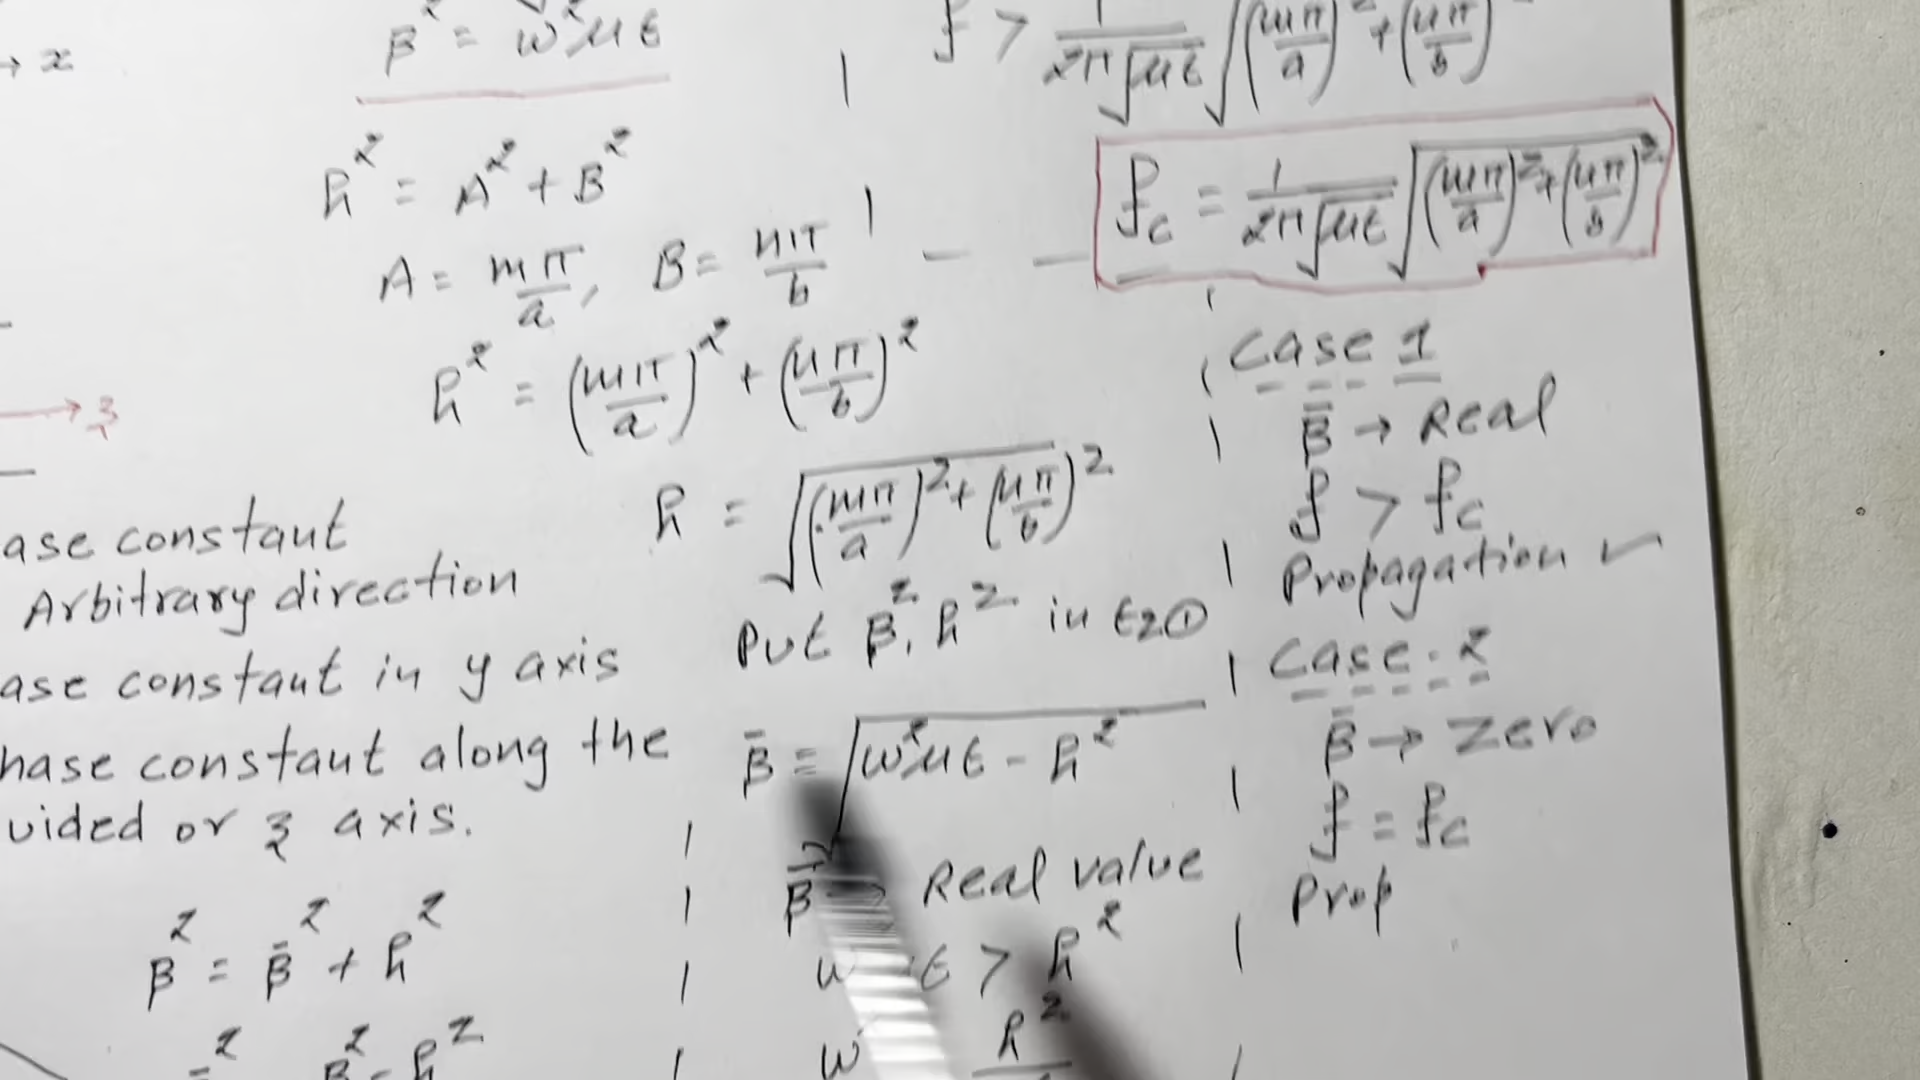 → x
→ z
ase constant
Arbitrary direction
ase constant in y axis
hase constant along the
uided or z axis.
β² = β̄² + h²
β² = ω²με
h² = A² + B²
A = mπ/a, B = nπ/b
h² = (mπ/a)² + (nπ/b)²
h = √((mπ/a)² + (nπ/b)²)
Put β², h² in Eq①
β̄ = √(ω²με - h²)
β̄ → Real value
ε > h²
f > 1/(2π√με) √((mπ/a)² + (nπ/b)²)
fc = 1/(2π√με) √((mπ/a)² + (nπ/b)²)
Case 1
β̄ → Real
f > fc
Propagation ✓
Case-2
β̄ → Zero
f = fc
Prop